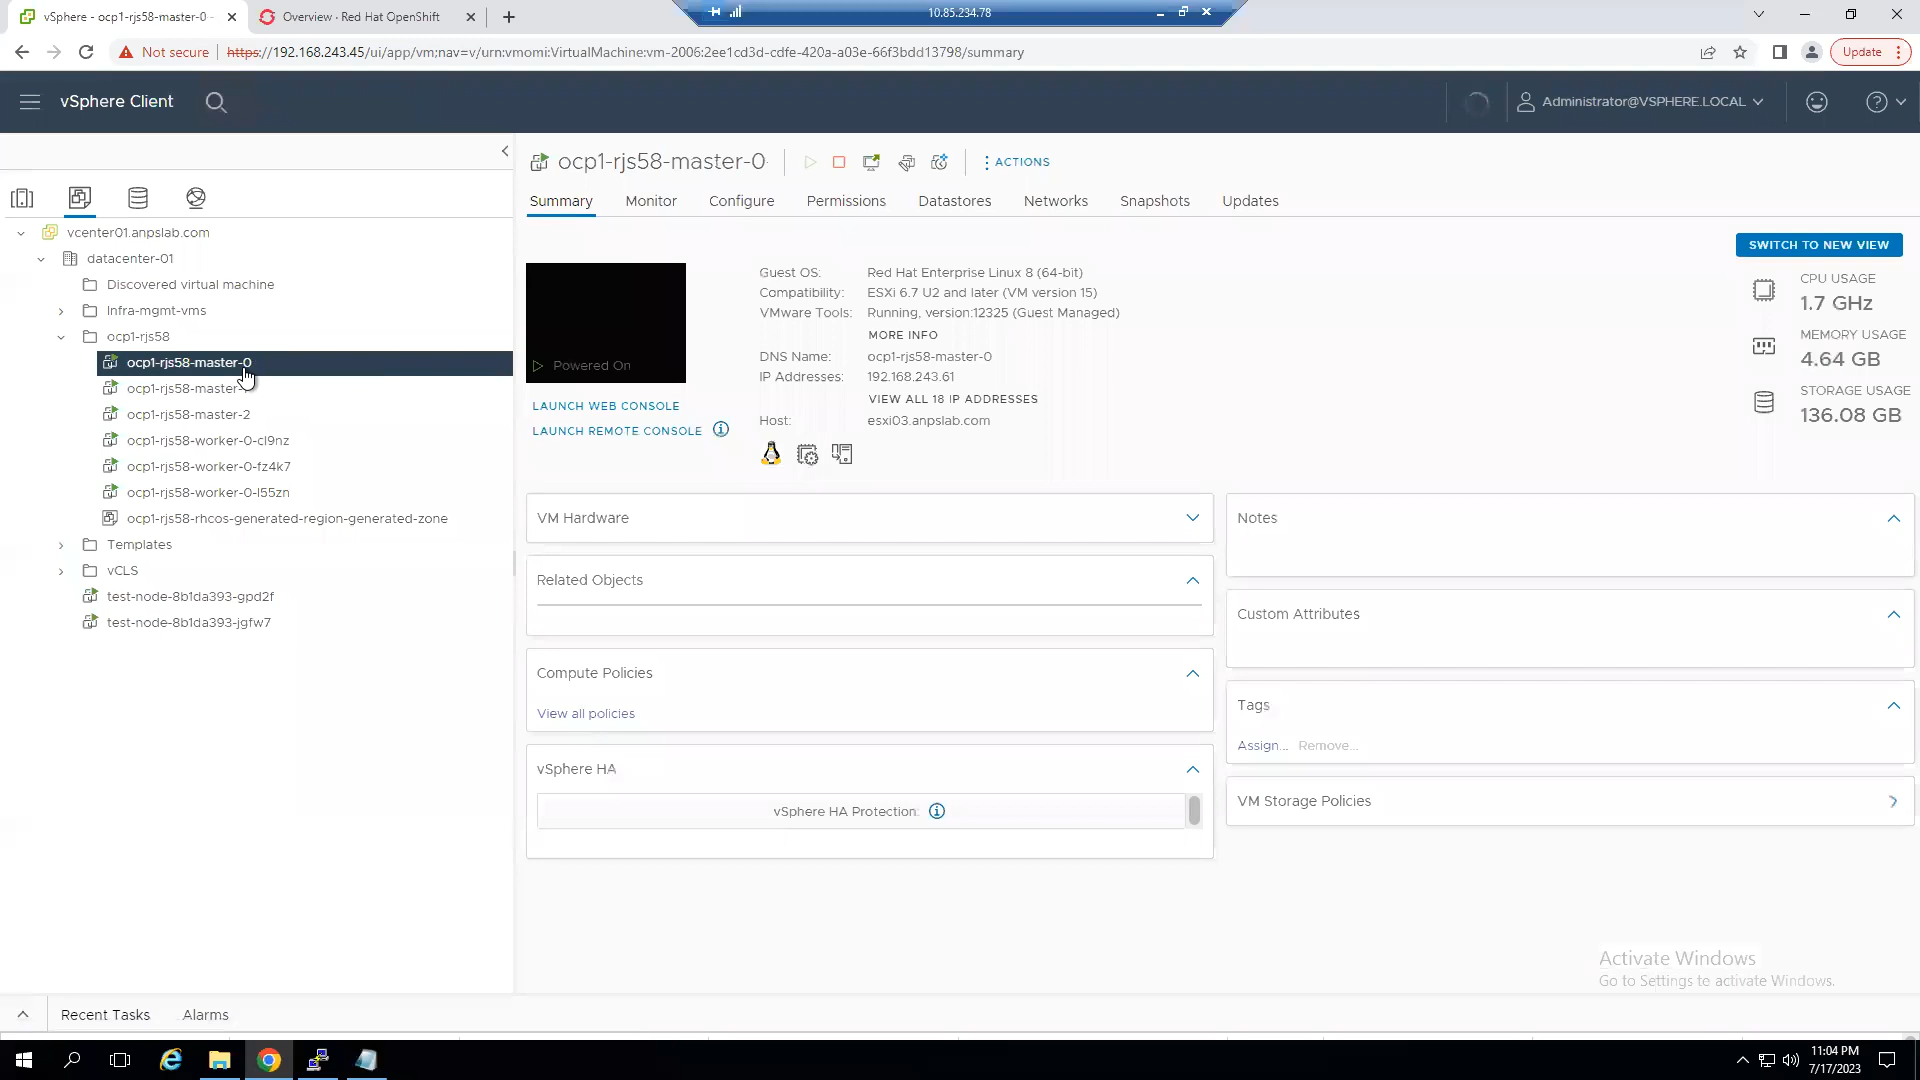 vSphere - ocp1-rjs58-master-0 -
Overview · Red Hat OpenShift
10.85.234.78
Not secure
https://192.168.243.45/ui/app/vm;nav=v/urn:vmomi:VirtualMachine:vm-2006:2ee1cd3d-cdfe-420a-a03e-66f3bdd13798/summary
Update
vSphere Client
Administrator@VSPHERE.LOCAL
ocp1-rjs58-master-0
ACTIONS
Summary
Monitor
Configure
Permissions
Datastores
Networks
Snapshots
Updates
vcenter01.anpslab.com
datacenter-01
Discovered virtual machine
Infra-mgmt-vms
ocp1-rjs58
ocp1-rjs58-master-0
ocp1-rjs58-master-
ocp1-rjs58-master-2
ocp1-rjs58-worker-0-cl9nz
ocp1-rjs58-worker-0-fz4k7
ocp1-rjs58-worker-0-l55zn
ocp1-rjs58-rhcos-generated-region-generated-zone
Templates
vCLS
test-node-8b1da393-gpd2f
test-node-8b1da393-jgfw7
SWITCH TO NEW VIEW
Powered On
LAUNCH WEB CONSOLE
LAUNCH REMOTE CONSOLE
Guest OS: Red Hat Enterprise Linux 8 (64-bit)
Compatibility: ESXi 6.7 U2 and later (VM version 15)
VMware Tools: Running, version:12325 (Guest Managed)
MORE INFO
DNS Name: ocp1-rjs58-master-0
IP Addresses: 192.168.243.61
VIEW ALL 18 IP ADDRESSES
Host: esxi03.anpslab.com
CPU USAGE
1.7 GHz
MEMORY USAGE
4.64 GB
STORAGE USAGE
136.08 GB
VM Hardware
Related Objects
Compute Policies
View all policies
vSphere HA
vSphere HA Protection:
Notes
Custom Attributes
Tags
Assign... Remove...
VM Storage Policies
Activate Windows
Go to Settings to activate Windows.
Recent Tasks
Alarms
11:04 PM
7/17/2023